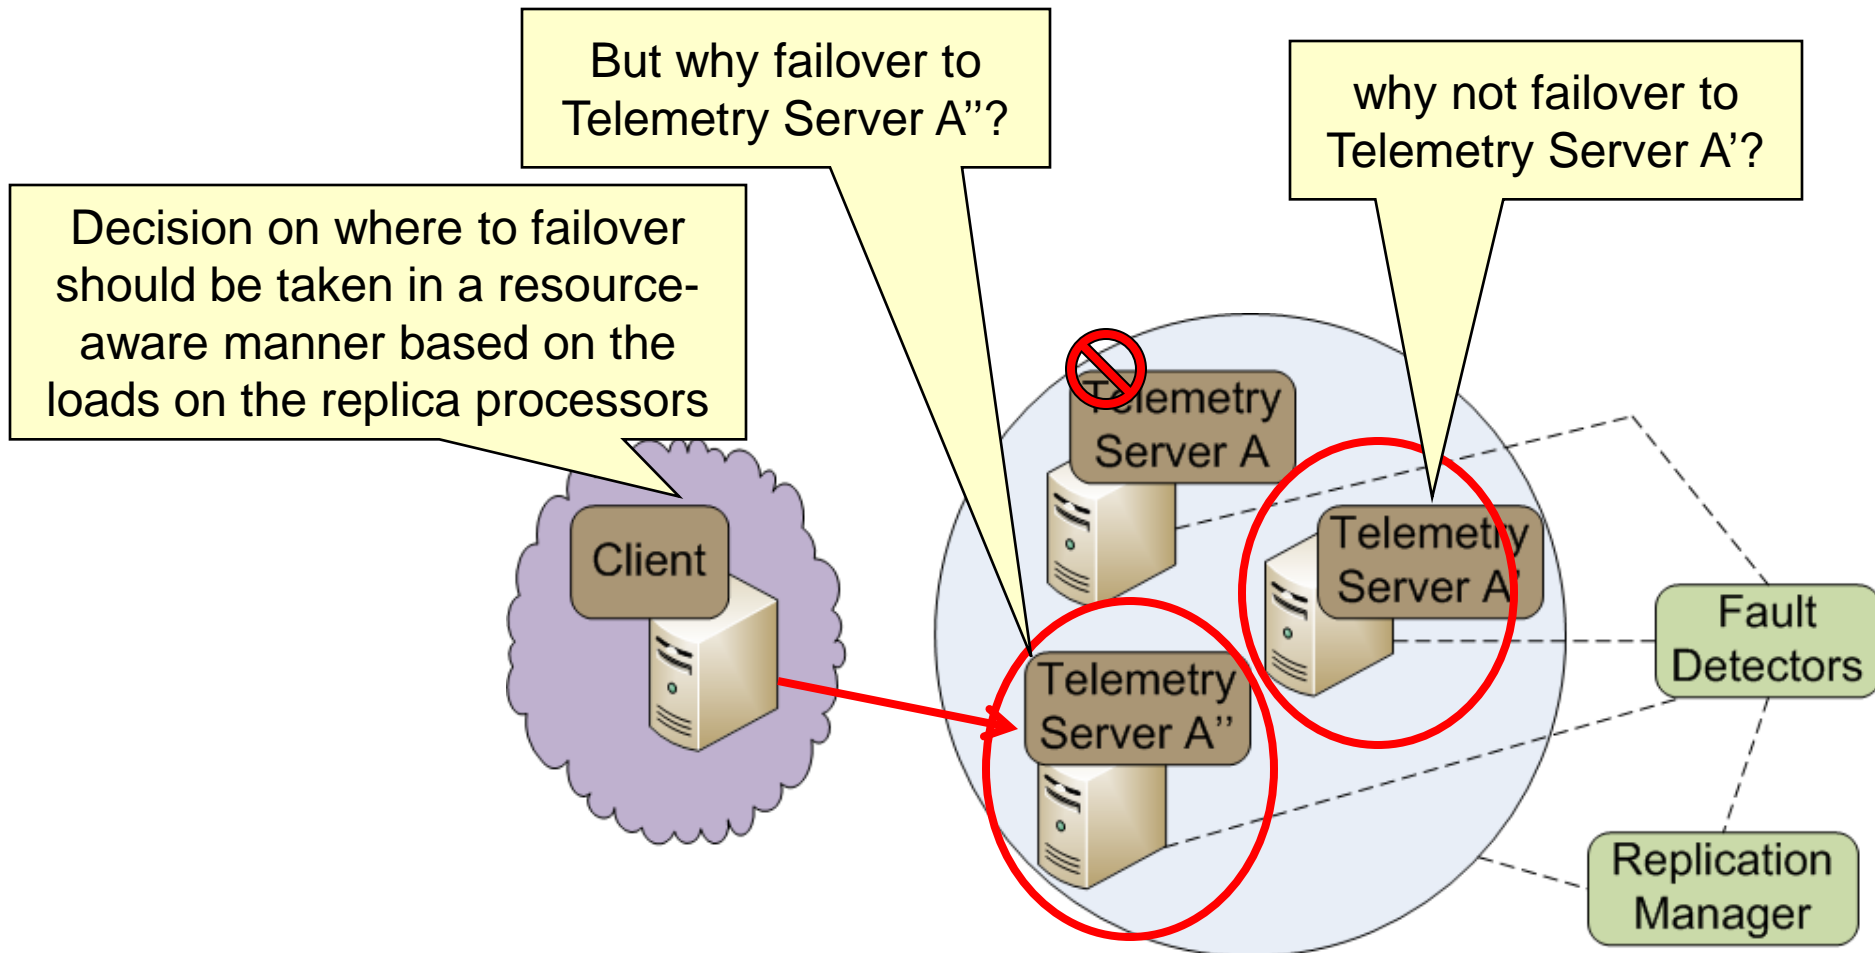 But why failover to
Telemetry Server A’’?
why not failover to
Telemetry Server A’?
Decision on where to failover
should be taken in a resource-
aware manner based on the
loads on the replica processors
Telemetry
Server A
Client
Telemetry
Server A’
Telemetry
Server A’’
Fault
Detectors
Replication
Manager